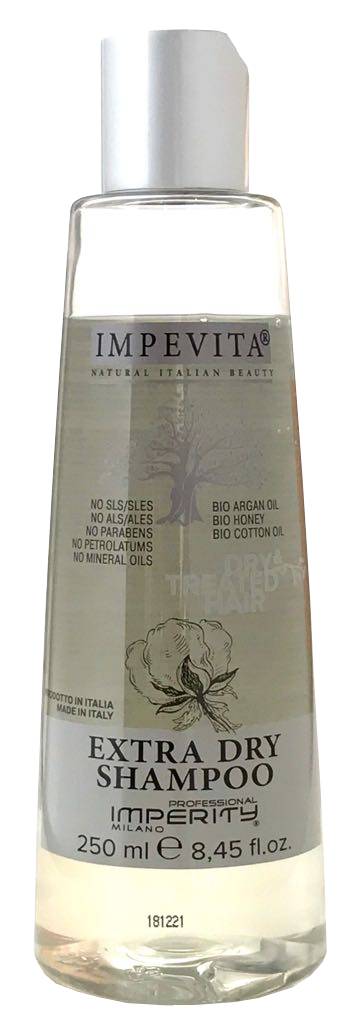 IMPEVITA®
NATURAL ITALIAN BEAUTY
NO SLS/SLES
NO ALS/ALES
NO PARABENS
NO PETROLATUMS
NO MINERAL OILS
BIO ARGAN OIL
BIO HONEY
BIO COTTON OIL
DRY &
TREATED
HAIR
ODOTTO IN ITALIA
MADE IN ITALY
EXTRA DRY
SHAMPOO
PROFESSIONAL
IMPERITY®
MILANO
250 ml ℮ 8,45 fl.oz.
181221